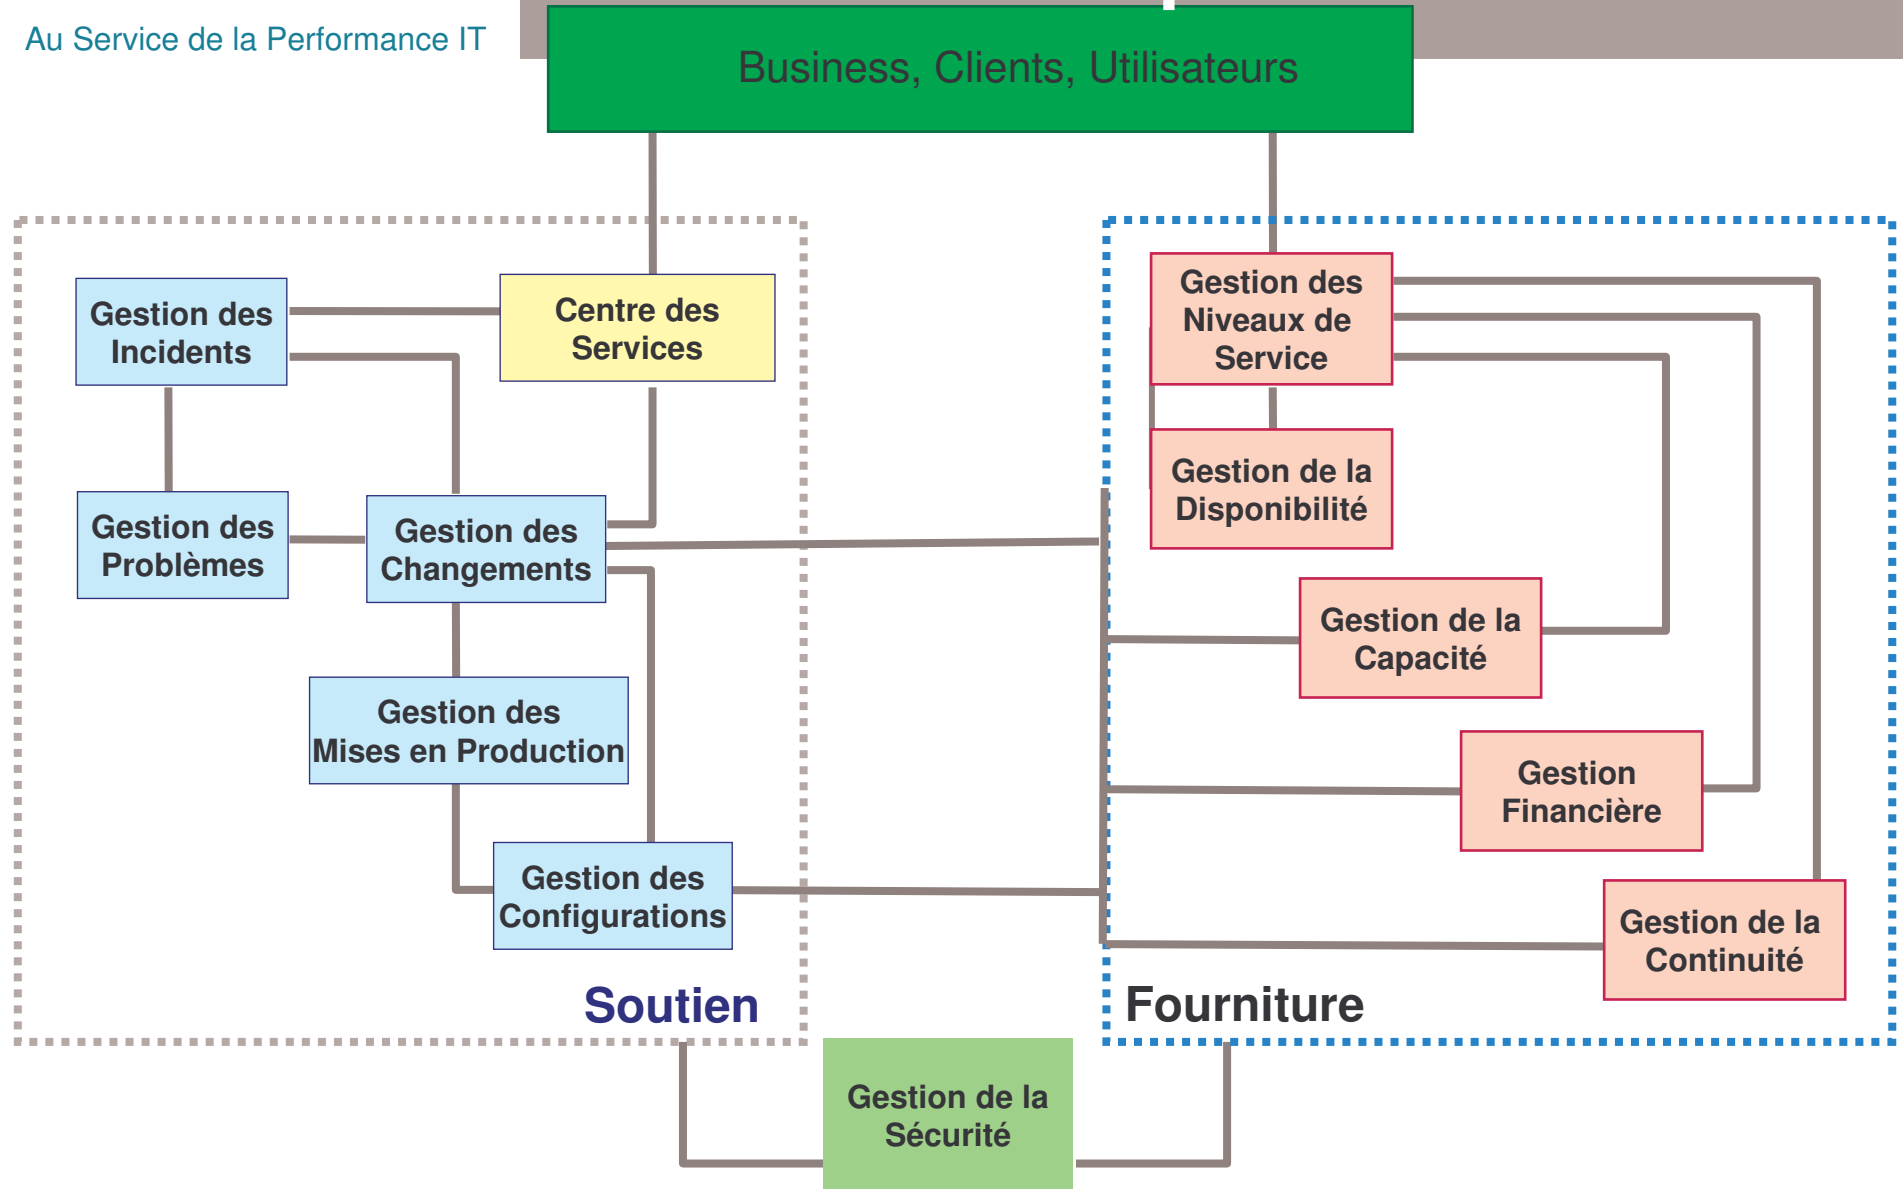 Au Service de la Performance IT
Business, Clients, Utilisateurs
Gestion des
Incidents
Centre des
Services
Gestion des
Problèmes
Gestion des
Changements
Gestion des
Mises en Production
Gestion des
Configurations
Soutien
Gestion des
Niveaux de
Service
Gestion de la
Disponibilité
Gestion de la
Capacité
Gestion
Financière
Gestion de la
Continuité
Fourniture
Gestion de la
Sécurité